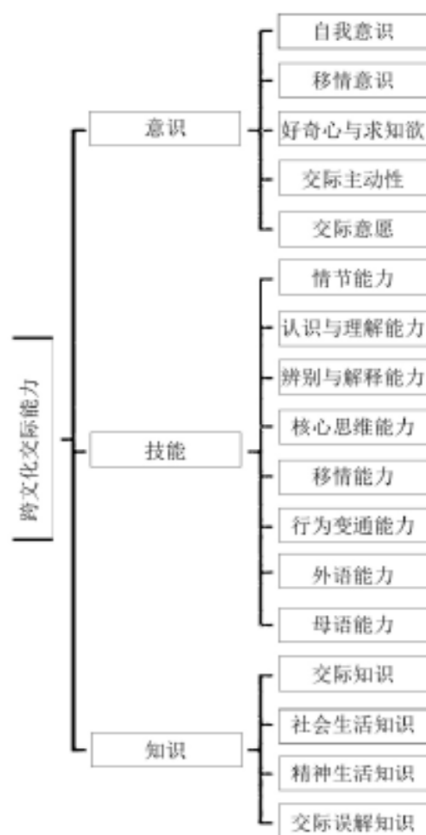 跨文化交际能力
意识
自我意识
移情意识
好奇心与求知欲
交际主动性
交际意愿
技能
情节能力
认识与理解能力
辨别与解释能力
核心思维能力
移情能力
行为变通能力
外语能力
母语能力
知识
交际知识
社会生活知识
精神生活知识
交际误解知识